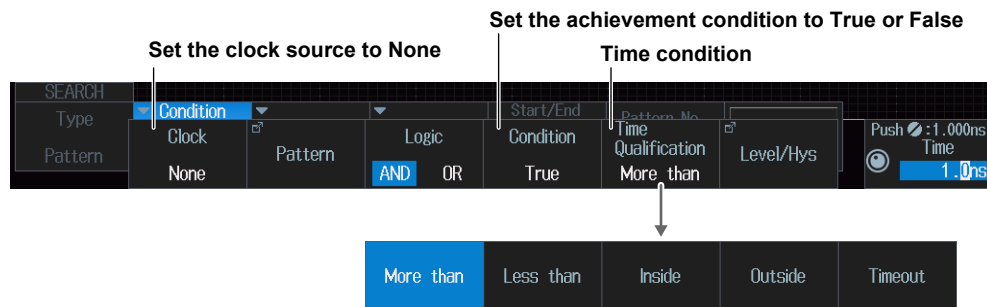 Set the achievement condition to True or False
Set the clock source to None
Time condition
SEARCH
Type
Pattern
Condition
Start/End
Pattern No
Clock
None
Pattern
Logic
AND OR
Condition
True
Time
Qualification
More than
Level/Hys
Push :1.000ns
Time
1.0ns
More than Less than Inside Outside Timeout